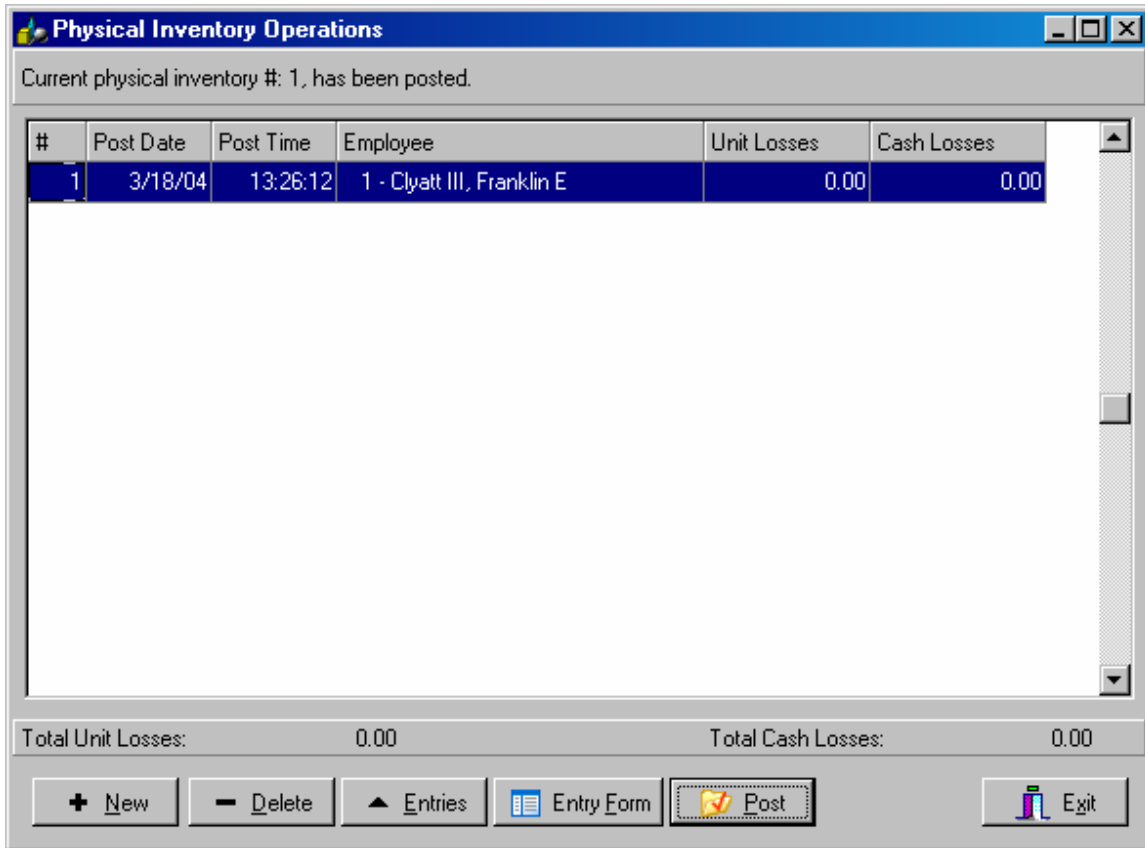 Physical Inventory Operations
Current physical inventory #: 1, has been posted.
# Post Date Post Time Employee Unit Losses Cash Losses
1 3/18/04 13:26:12 1 - Clyatt III, Franklin E 0.00 0.00
Total Unit Losses: 0.00 Total Cash Losses: 0.00
New Delete Entries Entry Form Post Exit